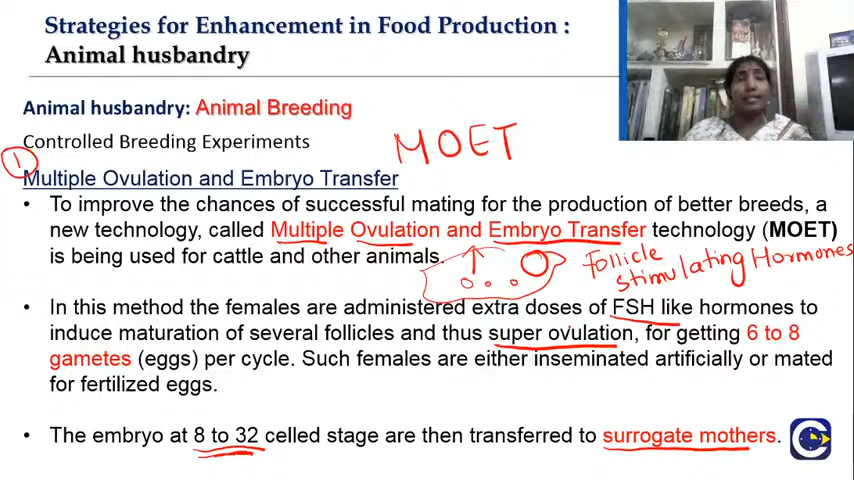 Strategies for Enhancement in Food Production :
Animal husbandry
Animal husbandry: Animal Breeding
Controlled Breeding Experiments
MOET
1
Multiple Ovulation and Embryo Transfer
• To improve the chances of successful mating for the production of better breeds, a
new technology, called Multiple Ovulation and Embryo Transfer technology (MOET)
is being used for cattle and other animals.
Follicle
stimulating Hormones
• In this method the females are administered extra doses of FSH like hormones to
induce maturation of several follicles and thus super ovulation, for getting 6 to 8
gametes (eggs) per cycle. Such females are either inseminated artificially or mated
for fertilized eggs.
• The embryo at 8 to 32 celled stage are then transferred to surrogate mothers.